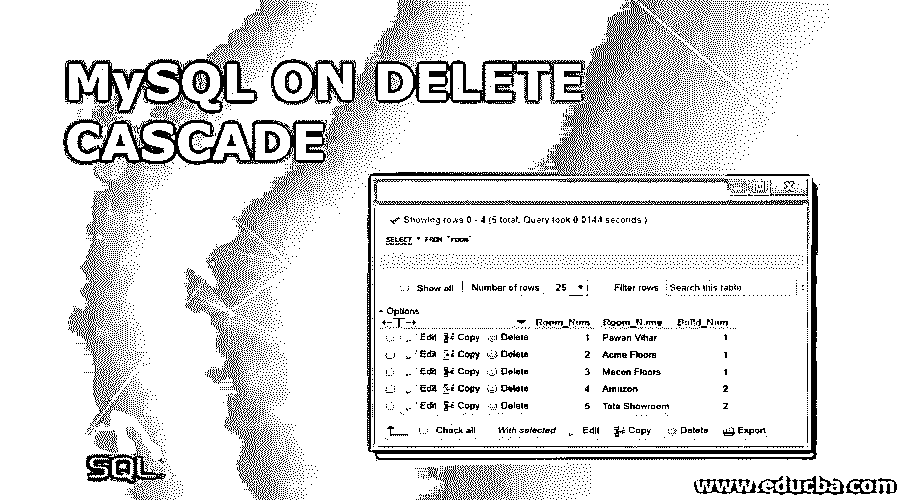 MySQL ON DELETE
CASCADE
Showing rows 0 - 4 (5 total, Query took 0.0144 seconds.)
SELECT * FROM `room`
Show all | Number of rows 25 Filter rows Search this table
Options
Room_Num Room_Name Build_Num
Edit Copy Delete 1 Pawan Vihar 1
Edit Copy Delete 2 Acme Floors 1
Edit Copy Delete 3 Mecon Floors 1
Edit Copy Delete 4 Amazon 2
Edit Copy Delete 5 Tata Showroom 2
Check all With selected Edit Copy Delete Export
SQL
www.educba.com